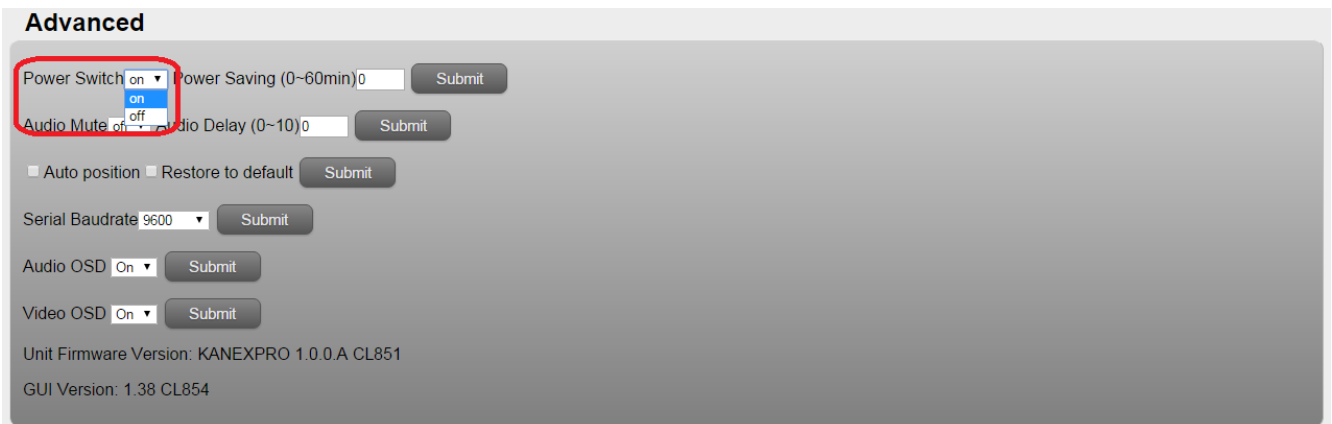 Advanced
Power Switch on Power Saving (0~60min) 0 Submit
on
off
Audio Mute of Audio Delay (0~10) 0 Submit
Auto position Restore to default Submit
Serial Baudrate 9600 Submit
Audio OSD On Submit
Video OSD On Submit
Unit Firmware Version: KANEXPRO 1.0.0.A CL851
GUI Version: 1.38 CL854